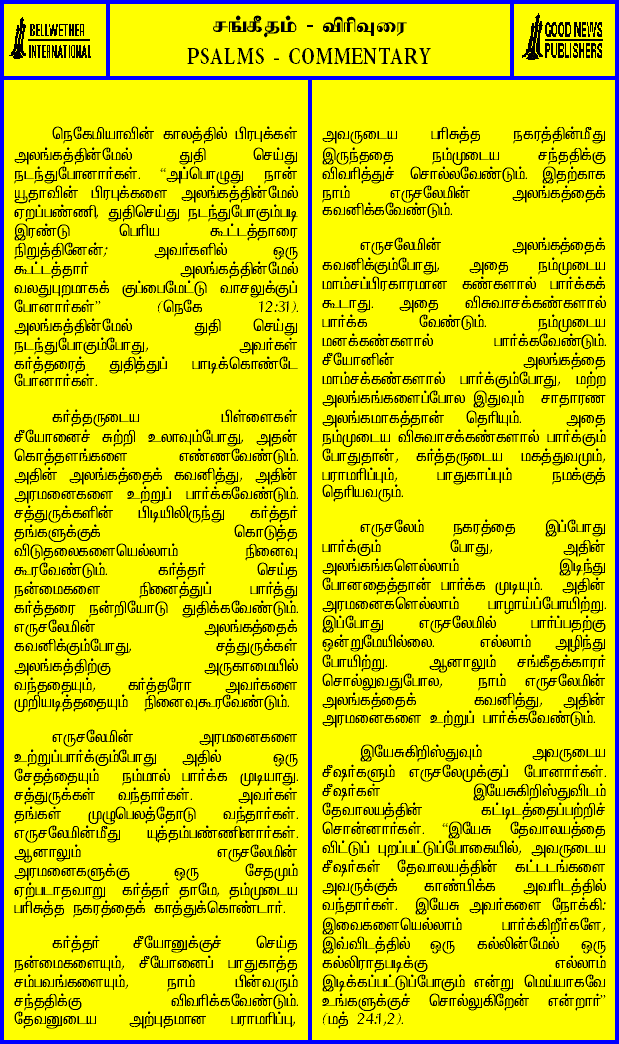 BELLWETHER
INTERNATIONAL
சங்கீதம் - விரிவுரை
PSALMS - COMMENTARY
GOOD NEWS
PUBLISHERS
நெகேமியாவின் காலத்தில் பிரபுக்கள்
அலங்கத்தின்மேல் துதி செய்து
நடந்துபோனார்கள். “அப்பொழுது நான்
யூதாவின் பிரபுக்களை அலங்கத்தின்மேல்
ஏறப்பண்ணி, துதிசெய்து நடந்துபோகும்படி
இரண்டு பெரிய கூட்டத்தாரை
நிறுத்தினேன்; அவர்களில் ஒரு
கூட்டத்தார் அலங்கத்தின்மேல்
வலதுபுறமாகக் குப்பைமேட்டு வாசலுக்குப்
போனார்கள்” (நெகே 12:31).
அலங்கத்தின்மேல் துதி செய்து
நடந்துபோகும்போது, அவர்கள்
கர்த்தரைத் துதித்துப் பாடிக்கொண்டே
போனார்கள்.
கர்த்தருடைய பிள்ளைகள்
சீயோனைச் சுற்றி உலாவும்போது, அதன்
கொத்தளங்களை எண்ணவேண்டும்.
அதின் அலங்கத்தைக் கவனித்து, அதின்
அரமனைகளை உற்றுப் பார்க்கவேண்டும்.
சத்துருக்களின் பிடியிலிருந்து கர்த்தர்
தங்களுக்குக் கொடுத்த
விடுதலைகளையெல்லாம் நினைவு
கூரவேண்டும். கர்த்தர் செய்த
நன்மைகளை நினைத்துப் பார்த்து
கர்த்தரை நன்றியோடு துதிக்கவேண்டும்.
எருசலேமின் அலங்கத்தைக்
கவனிக்கும்போது, சத்துருக்கள்
அலங்கத்திற்கு அருகாமையில்
வந்ததையும், கர்த்தரோ அவர்களை
முறியடித்ததையும் நினைவுகூரவேண்டும்.
எருசலேமின் அரமனைகளை
உற்றுப்பார்க்கும்போது அதில் ஒரு
சேதத்தையும் நம்மால் பார்க்க முடியாது.
சத்துருக்கள் வந்தார்கள். அவர்கள்
தங்கள் முழுபெலத்தோடு வந்தார்கள்.
எருசலேமின்மீது யுத்தம்பண்ணினார்கள்.
ஆனாலும் எருசலேமின்
அரமனைகளுக்கு ஒரு சேதமும்
ஏற்படாதவாறு கர்த்தர் தாமே, தம்முடைய
பரிசுத்த நகரத்தைக் காத்துக்கொண்டார்.
கர்த்தர் சீயோனுக்குச் செய்த
நன்மைகளையும், சீயோனைப் பாதுகாத்த
சம்பவங்களையும், நாம் பின்வரும்
சந்ததிக்கு விவரிக்கவேண்டும்.
தேவனுடைய அற்புதமான பராமரிப்பு,
அவருடைய பரிசுத்த நகரத்தின்மீது
இருந்ததை நம்முடைய சந்ததிக்கு
விவரித்துச் சொல்லவேண்டும். இதற்காக
நாம் எருசலேமின் அலங்கத்தைக்
கவனிக்கவேண்டும்.
எருசலேமின் அலங்கத்தைக்
கவனிக்கும்போது, அதை நம்முடைய
மாம்சப்பிரகாரமான கண்களால் பார்க்கக்
கூடாது. அதை விசுவாசக்கண்களால்
பார்க்க வேண்டும். நம்முடைய
மனக்கண்களால் பார்க்கவேண்டும்.
சீயோனின் அலங்கத்தை
மாம்சக்கண்களால் பார்க்கும்போது, மற்ற
அலங்கங்களைப்போல இதுவும் சாதாரண
அலங்கமாகத்தான் தெரியும். அதை
நம்முடைய விசுவாசக்கண்களால் பார்க்கும்
போதுதான், கர்த்தருடைய மகத்துவமும்,
பராமரிப்பும், பாதுகாப்பும் நமக்குத்
தெரியவரும்.
எருசலேம் நகரத்தை இப்போது
பார்க்கும் போது, அதின்
அலங்கங்களெல்லாம் இடிந்து
போனதைத்தான் பார்க்க முடியும். அதின்
அரமனைகளெல்லாம் பாழாய்ப்போயிற்று.
இப்போது எருசலேமில் பார்ப்பதற்கு
ஒன்றுமேயில்லை. எல்லாம் அழிந்து
போயிற்று. ஆனாலும் சங்கீதக்காரர்
சொல்லுவதுபோல, நாம் எருசலேமின்
அலங்கத்தைக் கவனித்து, அதின்
அரமனைகளை உற்றுப் பார்க்கவேண்டும்.
இயேசுகிறிஸ்துவும் அவருடைய
சீஷர்களும் எருசலேமுக்குப் போனார்கள்.
சீஷர்கள் இயேசுகிறிஸ்துவிடம்
தேவாலயத்தின் கட்டிடத்தைப்பற்றிச்
சொன்னார்கள். “இயேசு தேவாலயத்தை
விட்டுப் புறப்பட்டுப்போகையில், அவருடைய
சீஷர்கள் தேவாலயத்தின் கட்டடங்களை
அவருக்குக் காண்பிக்க அவரிடத்தில்
வந்தார்கள். இயேசு அவர்களை நோக்கி:
இவைகளையெல்லாம் பார்க்கிறீர்களே,
இவ்விடத்தில் ஒரு கல்லின்மேல் ஒரு
கல்லிராதபடிக்கு எல்லாம்
இடிக்கப்பட்டுப்போகும் என்று மெய்யாகவே
உங்களுக்குச் சொல்லுகிறேன் என்றார்”
(மத் 24:1,2).